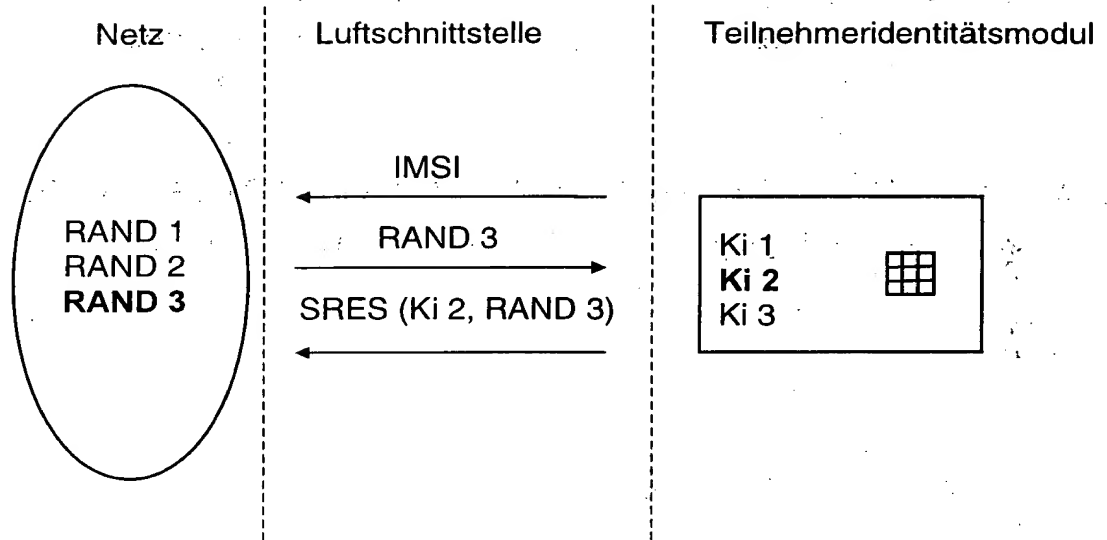 Netz
Luftschnittstelle
Teilnehmeridentitätsmodul
IMSI
RAND 1
RAND 2
RAND 3
RAND 3
SRES (Ki 2, RAND 3)
Ki 1
Ki 2
Ki 3